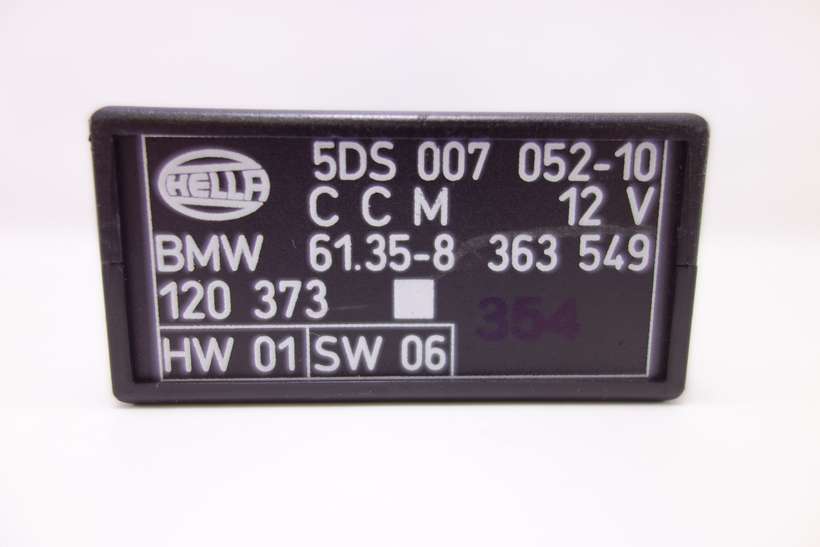 HELLA 5DS 007 052-10
C C M 12 V
BMW 61.35-8 363 549
120 373
354
HW 01 SW 06